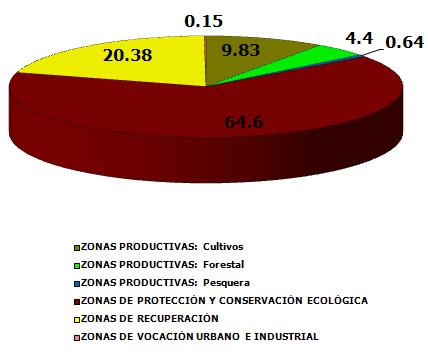 0.15
9.83
4.4
0.64
20.38
64.6
ZONAS PRODUCTIVAS: Cultivos
ZONAS PRODUCTIVAS: Forestal
ZONAS PRODUCTIVAS: Pesquera
ZONAS DE PROTECCIÓN Y CONSERVACIÓN ECOLÓGICA
ZONAS DE RECUPERACIÓN
ZONAS DE VOCACIÓN URBANO E INDUSTRIAL